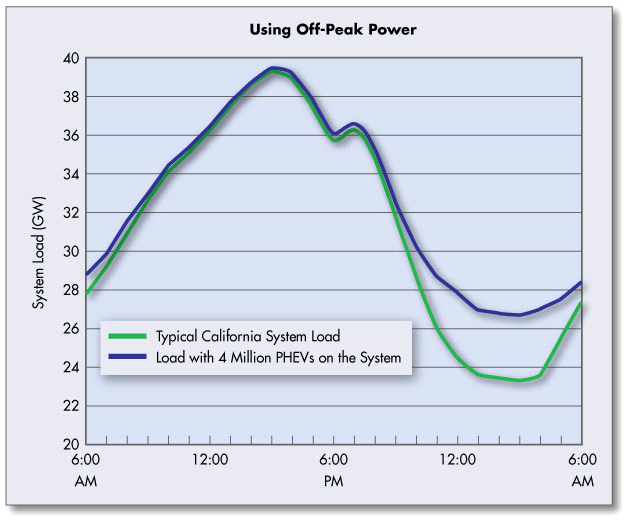 Using Off-Peak Power
40
38
36
34
32
30
28
26
24
22
20
System Load (GW)
Typical California System Load
Load with 4 Million PHEVs on the System
6:00
AM
12:00
6:00
PM
12:00
6:00
AM